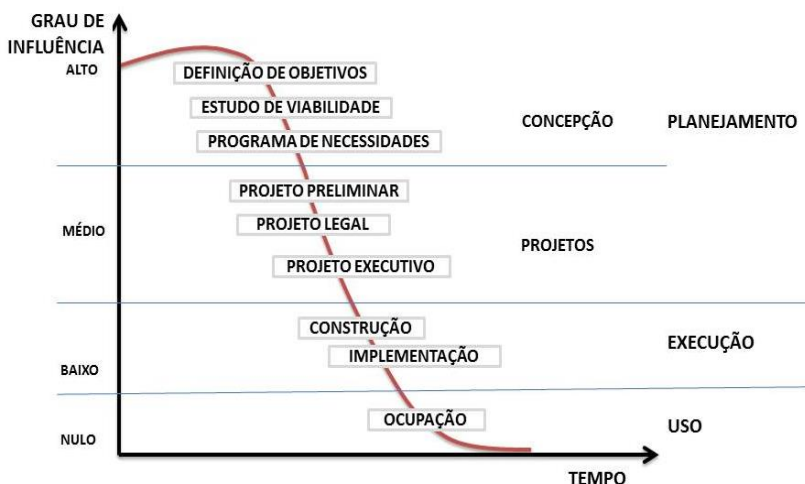 GRAU DE
INFLUÊNCIA
ALTO
DEFINIÇÃO DE OBJETIVOS
ESTUDO DE VIABILIDADE
CONCEPÇÃO
PLANEJAMENTO
PROGRAMA DE NECESSIDADES
PROJETO PRELIMINAR
MÉDIO
PROJETO LEGAL
PROJETOS
PROJETO EXECUTIVO
CONSTRUÇÃO
EXECUÇÃO
IMPLEMENTAÇÃO
BAIXO
OCUPAÇÃO
USO
NULO
TEMPO